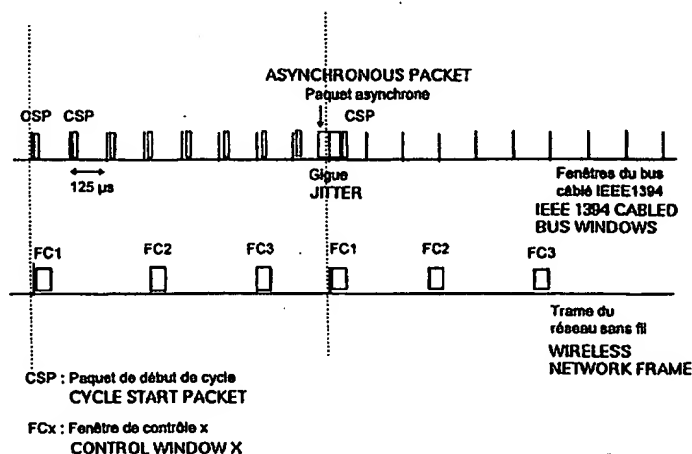 ASYNCHRONOUS PACKET
Paquet asynchrone
CSP CSP CSP
125 µs
Gigue
JITTER
Fenêtres du bus
câblé IEEE1394
IEEE 1394 CABLED
BUS WINDOWS
FC1 FC2 FC3 FC1 FC2 FC3
Trame du
réseau sans fil
WIRELESS
NETWORK FRAME
CSP : Paquet de début de cycle
CYCLE START PACKET
FCx : Fenêtre de contrôle x
CONTROL WINDOW X